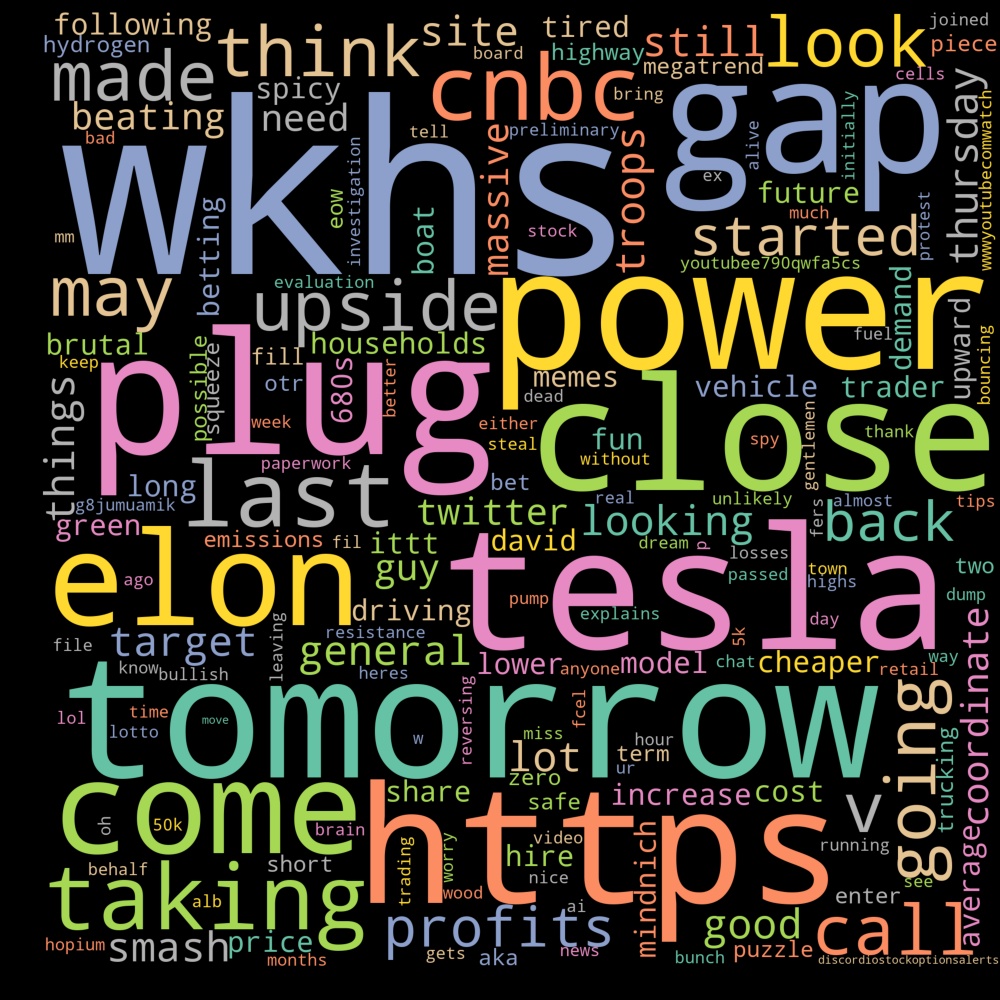 following
think
site
tired
joined
hydrogen
board
highway
still
look
piece
made
spicy
cnbc
megatrend
cells
beating
need
bring
gap
thursday
bad
tell
preliminary
alive
initially
wwwyoutubecomwatch
wkhs
investigation
massive
troops
ex
future
eow
boat
stock
much
started
protest
mm
betting
youtubee790qwfa5cs
evaluation
may
upside
power
demand
upward
brutal
households
fuel
keep
possible
squeeze
fill
680s
better
memes
vehicle
trader
bouncing
otr
plug
dead
close
things
week
either
fun
spy
thank
steal
without
gentlemen
paperwork
long
last
bet
real
unlikely
almost
tips
g8jumuamik
green
twitter
looking
fers
back
emissions
fil
ittt
david
dream
p
losses
elon
guy
tesla
passed
town
highs
two
ago
driving
pump
explains
day
dump
file
target
leaving
resistance
general
5k
know
bullish
heres
lower
anyone
model
chat
cheaper
retail
way
coordinate
lol
time
lotto
move
tomorrow
reversing
fcel
w
miss
hour
lot
term
ur
going
trucking
come
zero
share
safe
increase
cost
v
oh
50k
brain
https
video
running
average
behalf
short
trading
worry
hire
nice
mindnich
see
taking
alb
wood
ai
enter
profits
good
call
hopium
smash
price
months
gets
aka
news
bunch
puzzle
discordiostockoptionsalerts